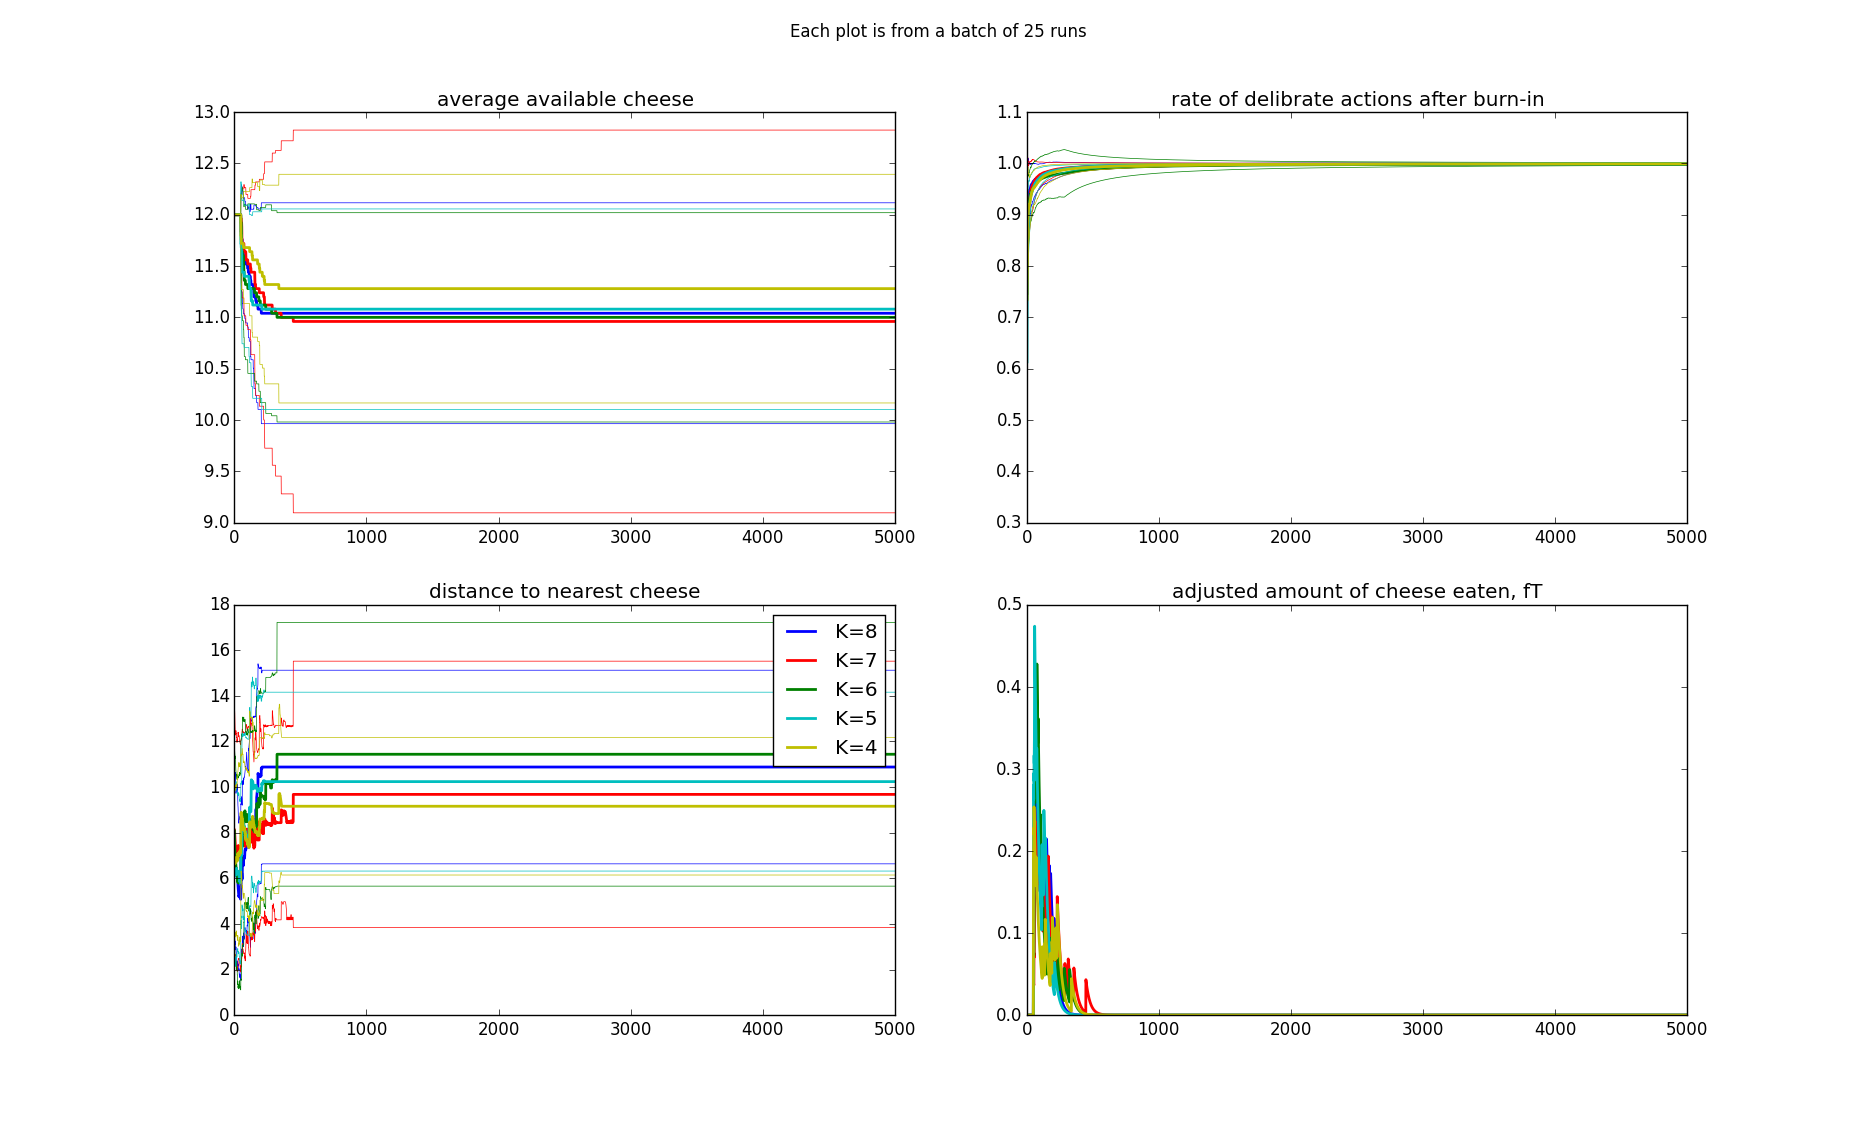 Each plot is from a batch of 25 runs
average available cheese
13.0
12.5
12.0
11.5
11.0
10.5
10.0
9.5
9.0
0 1000 2000 3000 4000 5000
rate of delibrate actions after burn-in
1.1
1.0
0.9
0.8
0.7
0.6
0.5
0.4
0.3
0 1000 2000 3000 4000 5000
distance to nearest cheese
18
16
14
12
10
8
6
4
2
0
0 1000 2000 3000 4000 5000
K=8
K=7
K=6
K=5
K=4
adjusted amount of cheese eaten, fT
0.5
0.4
0.3
0.2
0.1
0.0
0 1000 2000 3000 4000 5000